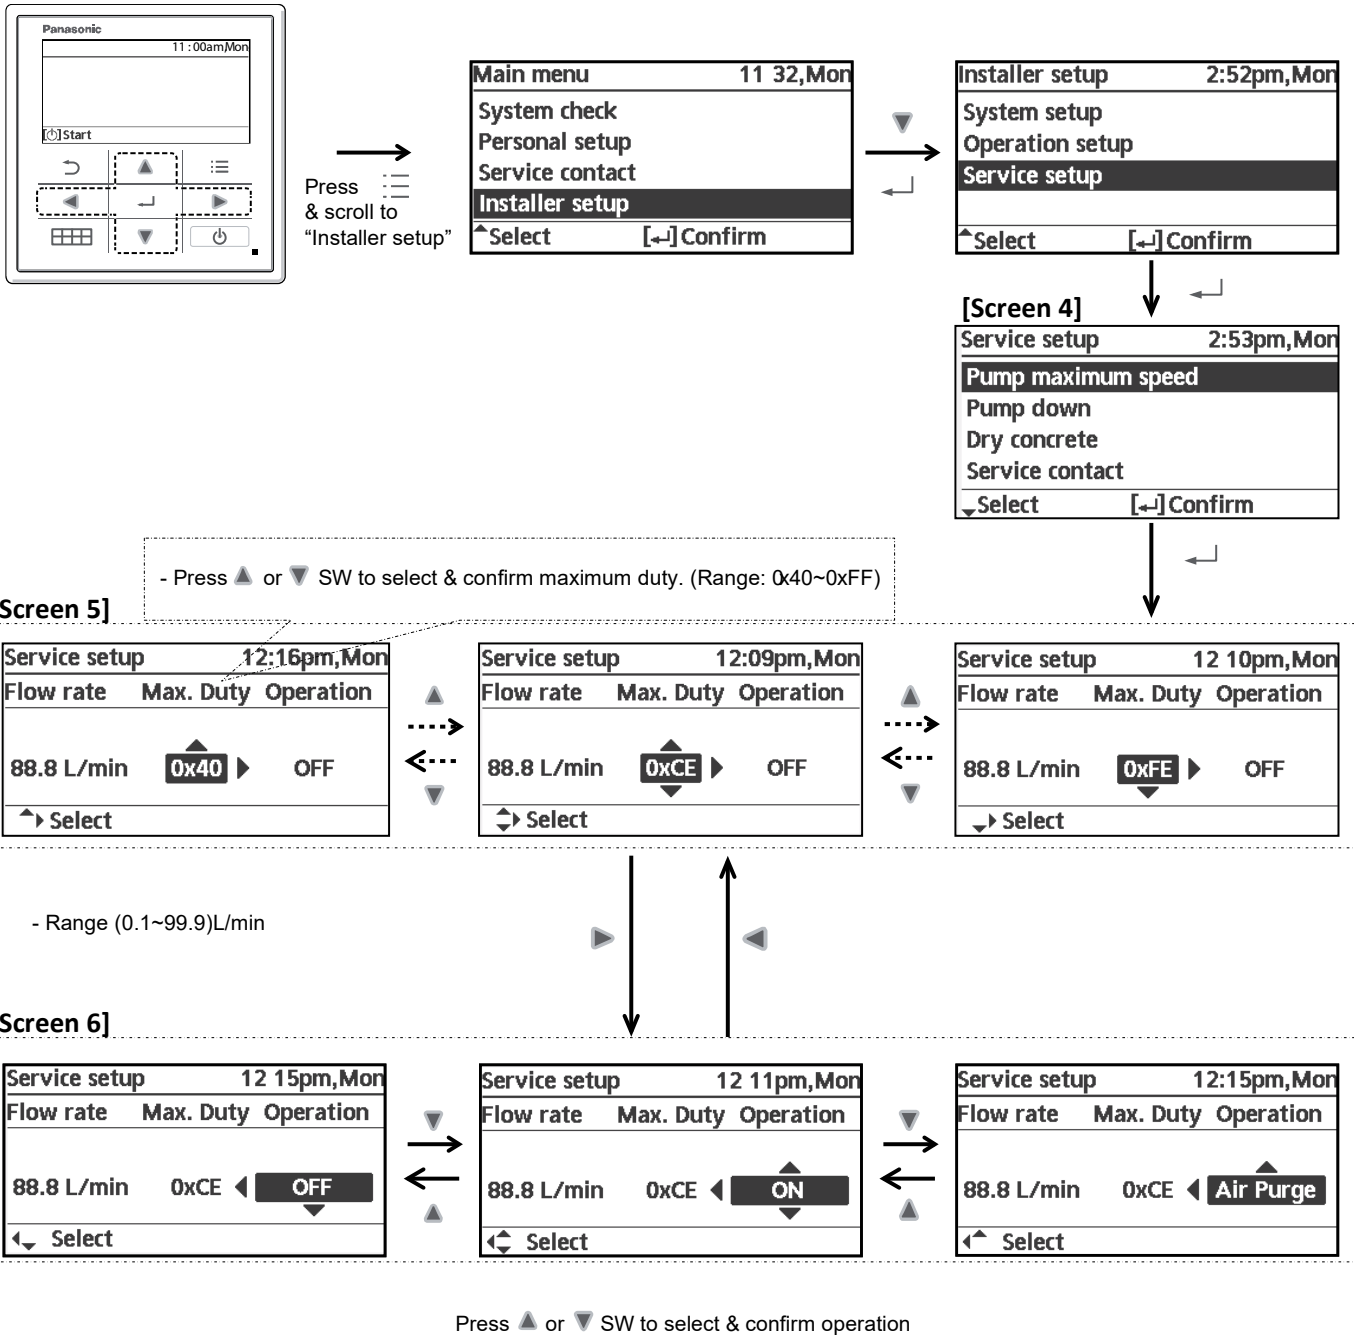 Panasonic
11:00am,Mon
[⏻]Start
Press
& scroll to
“Installer setup”
Main menu 11 32,Mon
System check
Personal setup
Service contact
Installer setup
Select [↵]Confirm
Installer setup 2:52pm,Mon
System setup
Operation setup
Service setup
Select [↵]Confirm
[Screen 4]
Service setup 2:53pm,Mon
Pump maximum speed
Pump down
Dry concrete
Service contact
Select [↵]Confirm
- Press ▲ or ▼ SW to select & confirm maximum duty. (Range: 0x40~0xFF)
Screen 5]
Service setup 12:16pm,Mon
Flow rate Max. Duty Operation
88.8 L/min 0x40 OFF
Select
Service setup 12:09pm,Mon
Flow rate Max. Duty Operation
88.8 L/min 0xCE OFF
Select
Service setup 12 10pm,Mon
Flow rate Max. Duty Operation
88.8 L/min 0xFE OFF
Select
- Range (0.1~99.9)L/min
Screen 6]
Service setup 12 15pm,Mon
Flow rate Max. Duty Operation
88.8 L/min 0xCE OFF
Select
Service setup 12 11pm,Mon
Flow rate Max. Duty Operation
88.8 L/min 0xCE ON
Select
Service setup 12:15pm,Mon
Flow rate Max. Duty Operation
88.8 L/min 0xCE Air Purge
Select
Press ▲ or ▼ SW to select & confirm operation